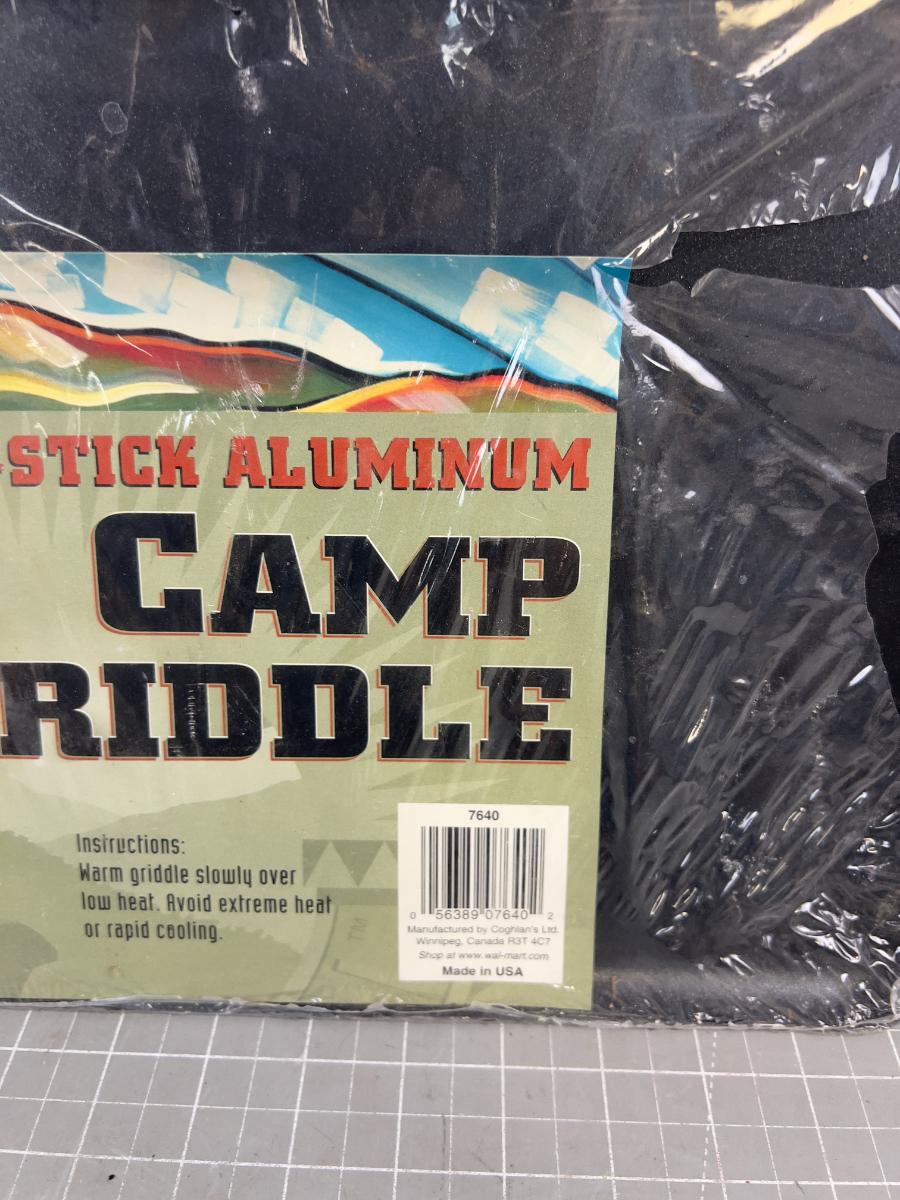 -STICK ALUMINUM
CAMP
RIDDLE
Instructions:
Warm griddle slowly over
low heat. Avoid extreme heat
or rapid cooling.
TM
7640
0 56389 07640 2
Manufactured by Coghlan's Ltd.
Winnipeg, Canada R3T 4C7
Shop at www.wal-mart.com
Made in USA